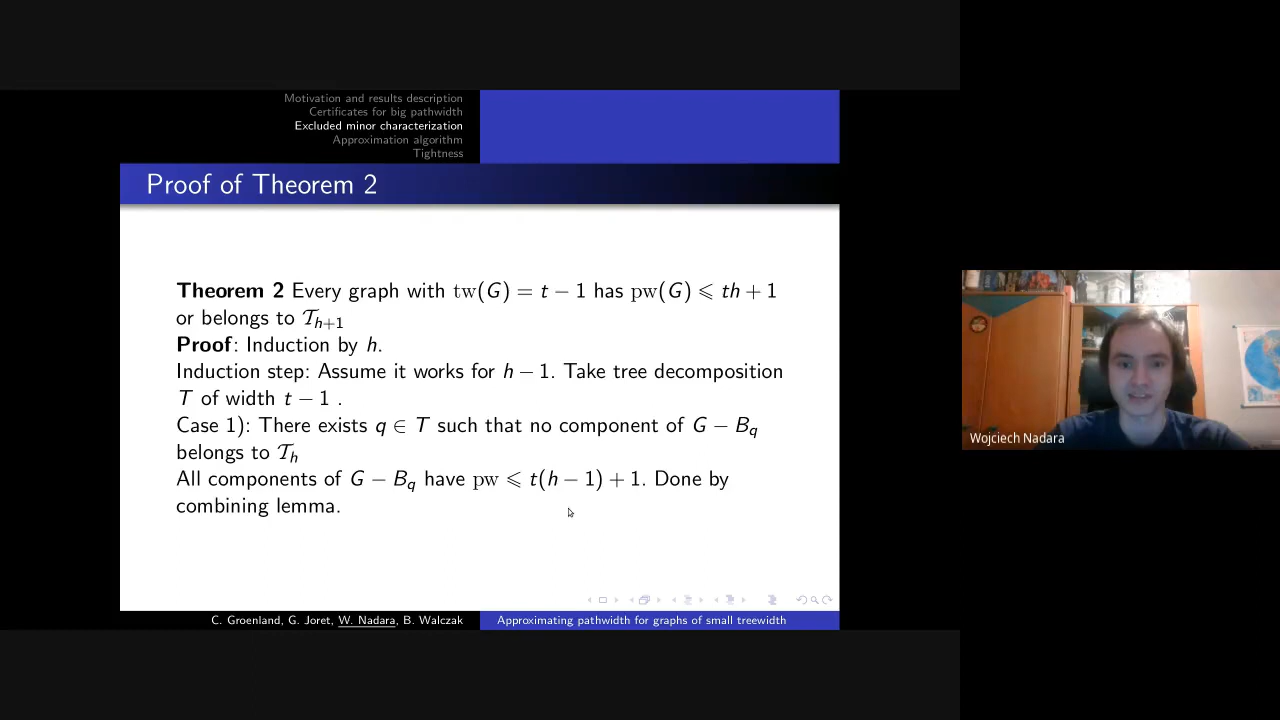 Motivation and results description
Certificates for big pathwidth
Excluded minor characterization
Approximation algorithm
Tightness
Proof of Theorem 2
Theorem 2 Every graph with tw(G) = t − 1 has pw(G) ⩽ th + 1
or belongs to 𝒯ₕ₊₁
Proof: Induction by h.
Induction step: Assume it works for h − 1. Take tree decomposition
T of width t − 1 .
Case 1): There exists q ∈ T such that no component of G − B_q
belongs to 𝒯ₕ
All components of G − B_q have pw ⩽ t(h − 1) + 1. Done by
combining lemma.
Wojciech Nadara
C. Groenland, G. Joret, W. Nadara, B. Walczak
Approximating pathwidth for graphs of small treewidth